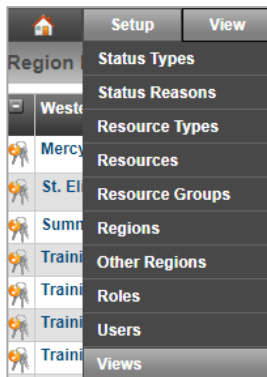 Setup View
Region
Status Types
Status Reasons
Weste
Resource Types
Mercy
Resources
St. Eli
Resource Groups
Summ
Regions
Traini
Other Regions
Traini
Roles
Traini
Users
Traini
Views